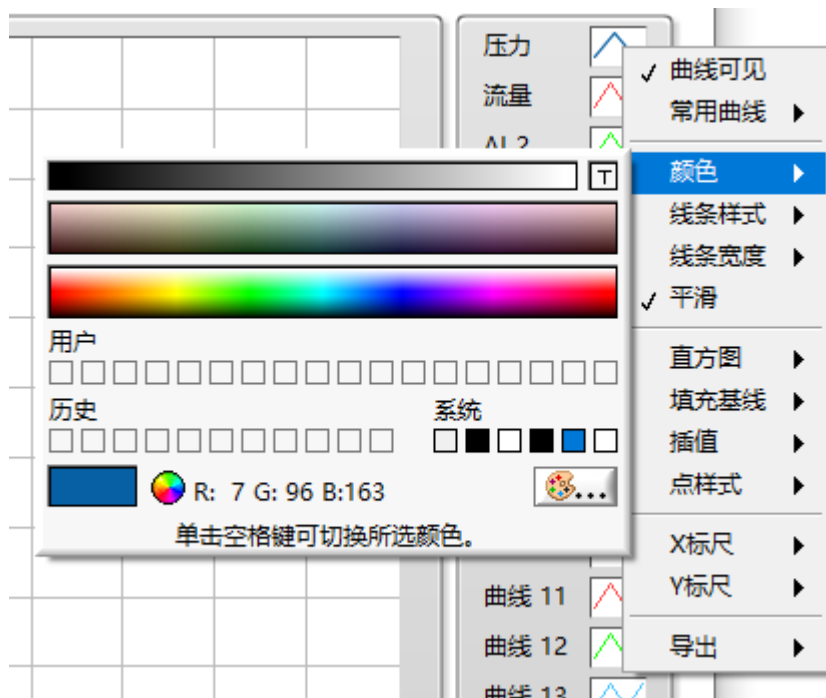 压力
流量
AI 2
曲线可见
常用曲线
颜色
线条样式
线条宽度
平滑
直方图
填充基线
插值
点样式
X标尺
Y标尺
导出
T
用户
历史
系统
R: 7 G: 96 B:163
...
单击空格键可切换所选颜色。
曲线 11
曲线 12
曲线 13